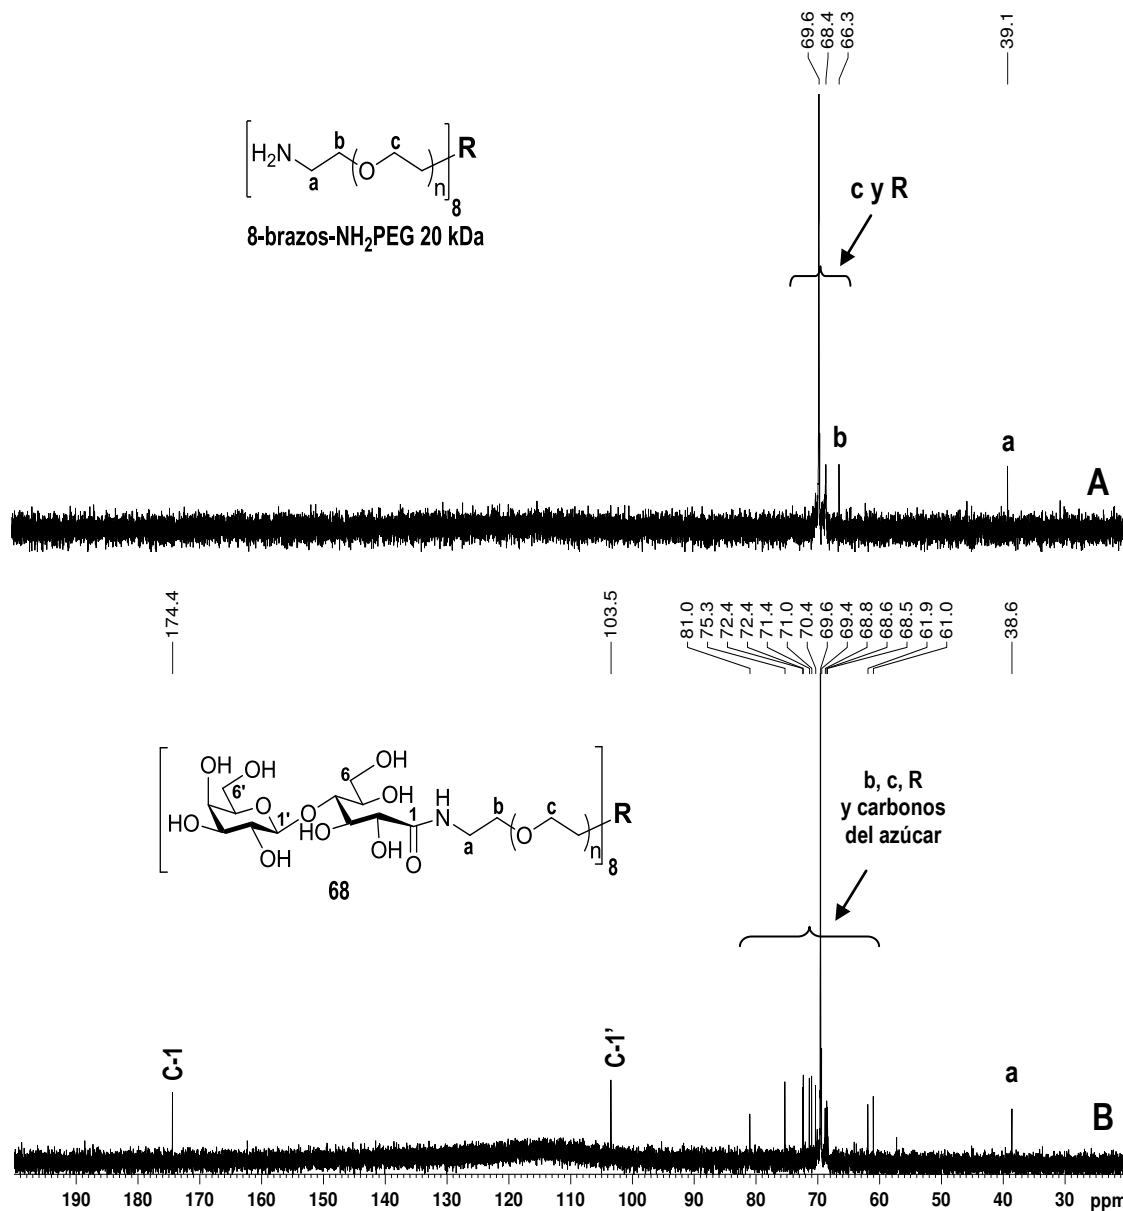 69.6
68.4
66.3
39.1
H₂N
a
b
O
c
n
8
R
8-brazos-NH₂PEG 20 kDa
c y R
b
a
A
174.4
103.5
81.0
75.3
72.4
72.4
71.4
71.0
70.4
69.6
69.4
68.8
68.6
68.5
61.9
61.0
38.6
OH OH
6'
HO
O
1'
OH
O
6
OH
OH
HO
OH
1
O
H
N
a
b
O
c
n
8
R
68
b, c, R
y carbonos
del azúcar
C-1
C-1’
a
B
190 180 170 160 150 140 130 120 110 100 90 80 70 60 50 40 30 ppm